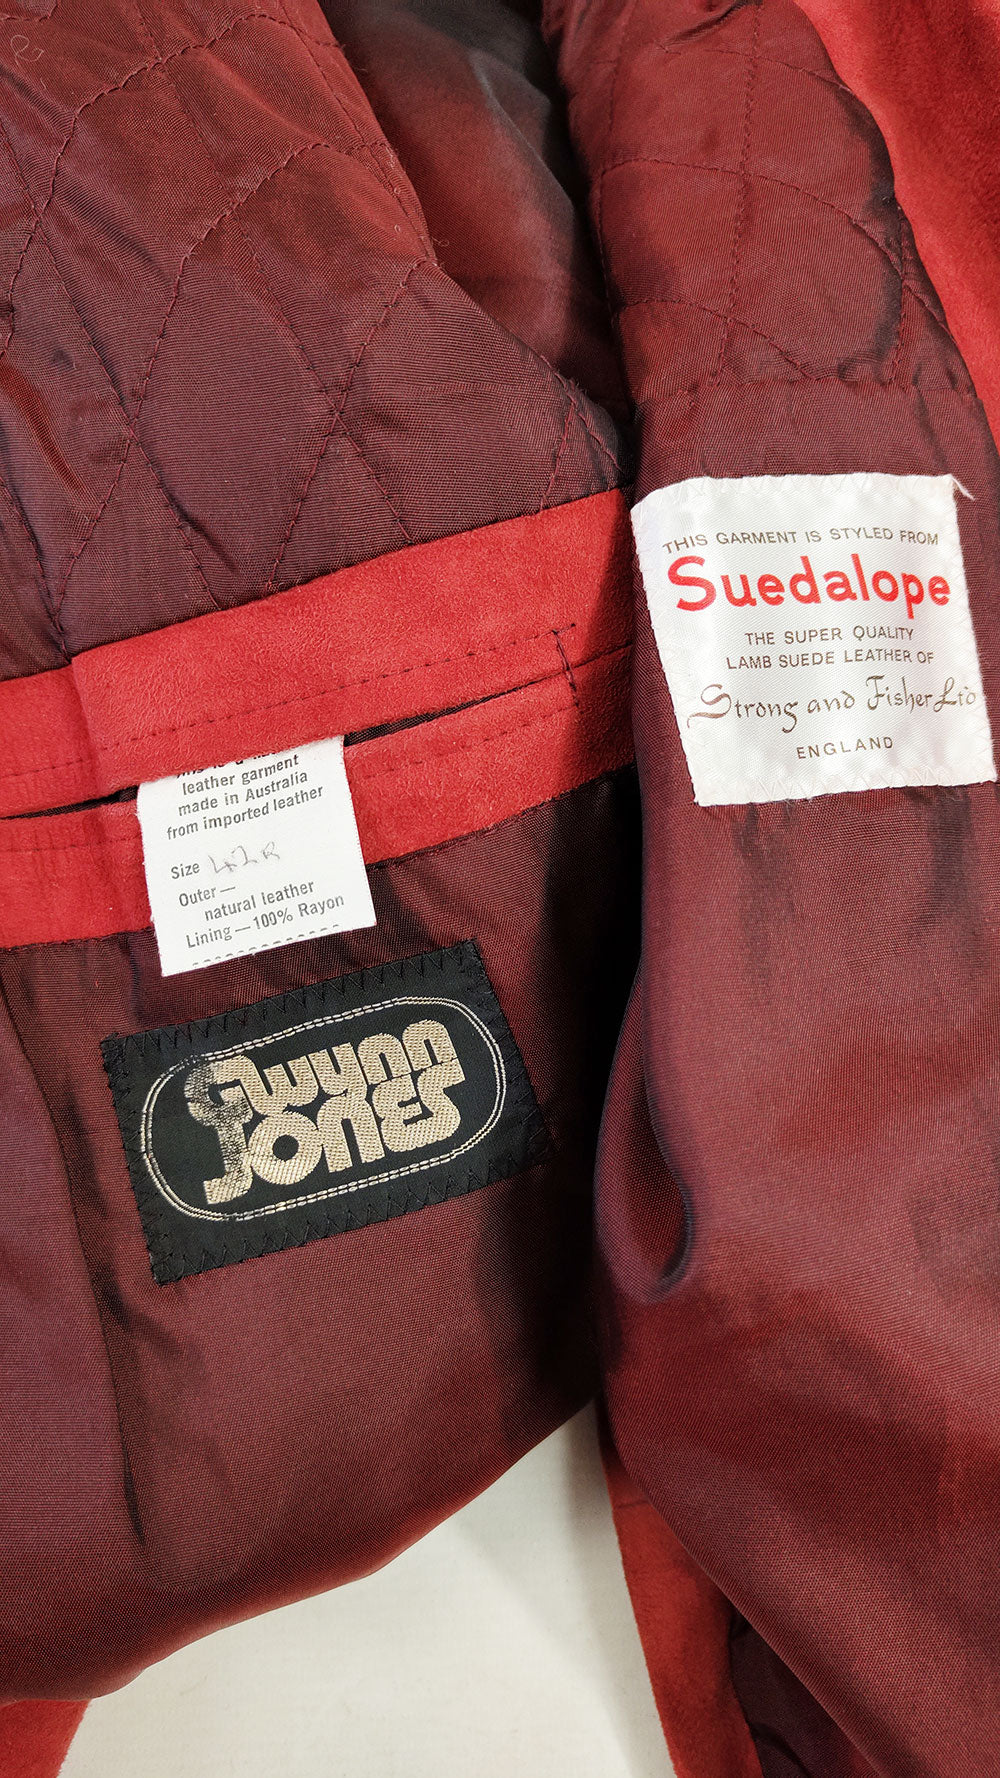 THIS GARMENT IS STYLED FROM
Suedalope
THE SUPER QUALITY
LAMB SUEDE LEATHER OF
Strong and Fisher Ltd
ENGLAND
leather garment
made in Australia
from imported leather
Size 42R
Outer —
natural leather
Lining — 100% Rayon
Gwynn
JONES